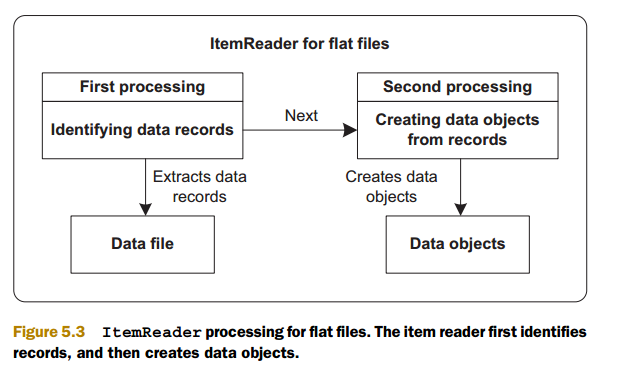 ItemReader for flat files
First processing
Identifying data records
Next
Second processing
Creating data objects
from records
Extracts data
records
Creates data
objects
Data file
Data objects
Figure 5.3 ItemReader processing for flat files. The item reader first identifies
records, and then creates data objects.